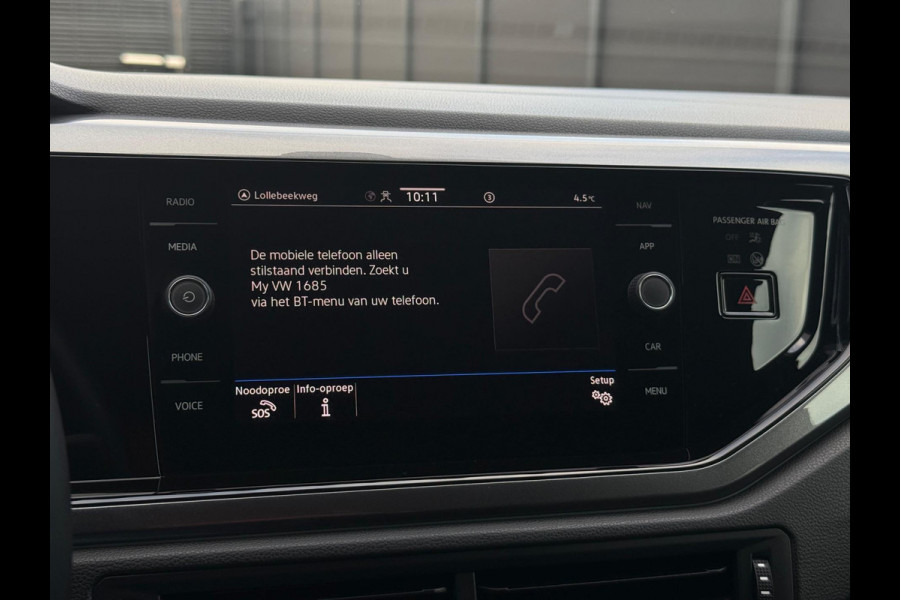 RADIO
MEDIA
PHONE
VOICE
Lollebeekweg
10:11
3
4.5°C
De mobiele telefoon alleen
stilstaand verbinden. Zoekt u
My VW 1685
via het BT-menu van uw telefoon.
Noodoproe
SOS
Info-oproep
i
Setup
NAV
APP
CAR
MENU
PASSENGER AIR BA
OFF